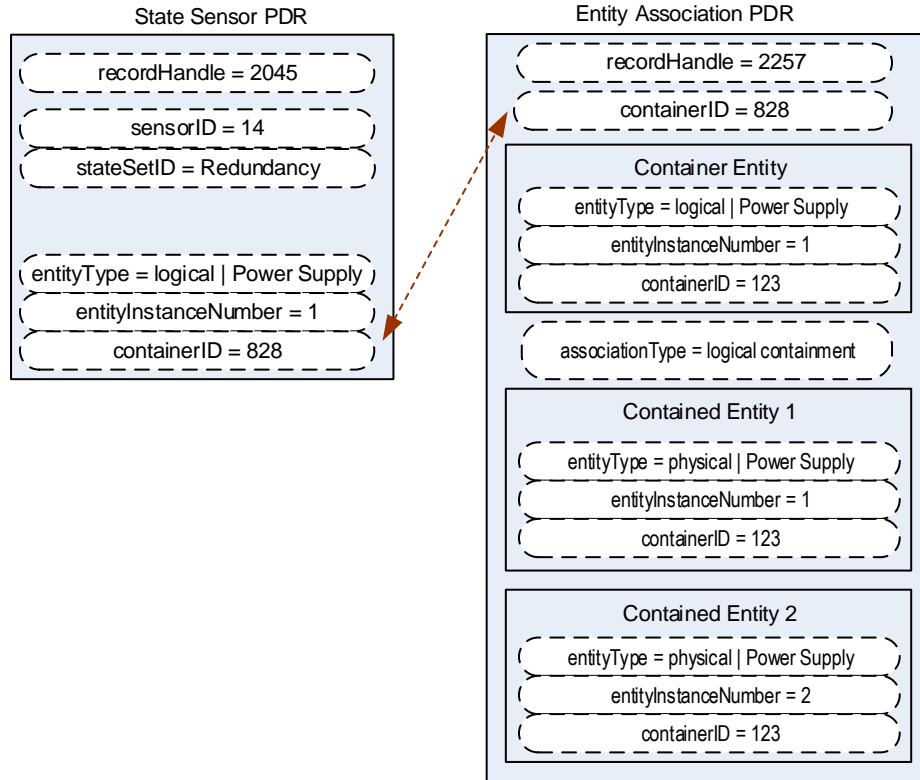 State Sensor PDR
recordHandle = 2045
sensorID = 14
stateSetID = Redundancy
entityType = logical | Power Supply
entityInstanceNumber = 1
containerID = 828
Entity Association PDR
recordHandle = 2257
containerID = 828
Container Entity
entityType = logical | Power Supply
entityInstanceNumber = 1
containerID = 123
associationType = logical containment
Contained Entity 1
entityType = physical | Power Supply
entityInstanceNumber = 1
containerID = 123
Contained Entity 2
entityType = physical | Power Supply
entityInstanceNumber = 2
containerID = 123